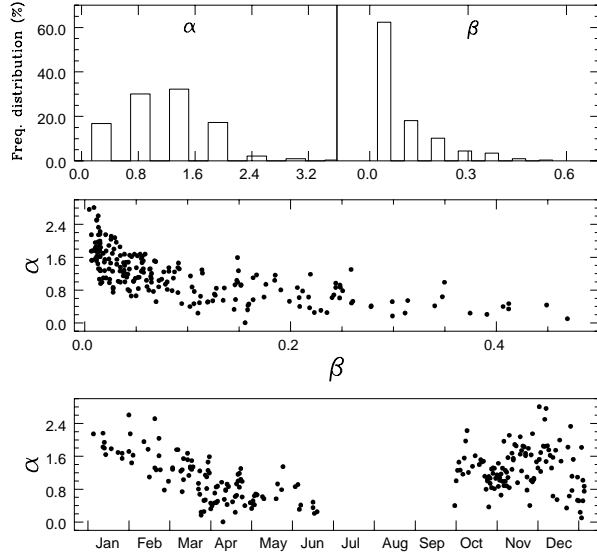 Freq. distribution (%)
60.0
40.0
20.0
0.0
α
β
0.0 0.8 1.6 2.4 3.2 0.0 0.3 0.6
α
2.4
1.6
0.8
0.0
0.0 0.2 0.4
β
α
2.4
1.6
0.8
0.0
Jan Feb Mar Apr May Jun Jul Aug Sep Oct Nov Dec